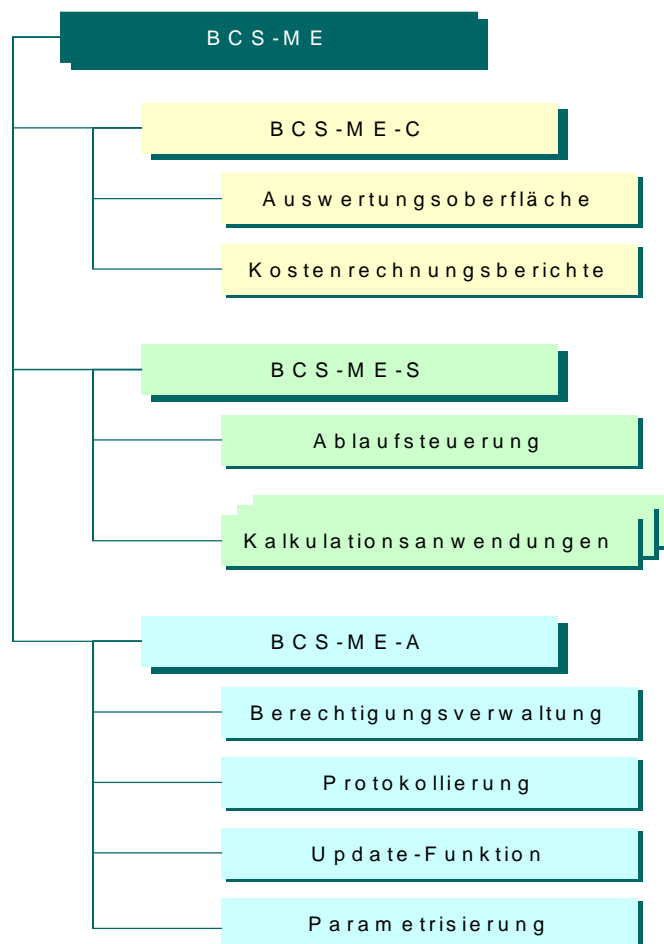 BCS-ME
BCS-ME-C
Auswertungsoberfläche
Kostenrechnungsberichte
BCS-ME-S
Ablaufsteuerung
Kalkulationsanwendungen
BCS-ME-A
Berechtigungsverwaltung
Protokollierung
Update-Funktion
Parametrisierung